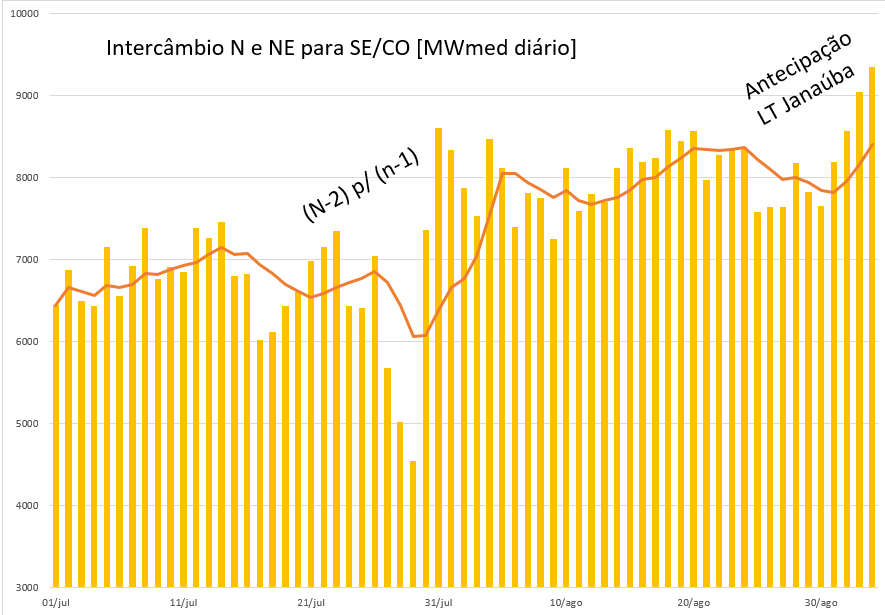 Intercâmbio N e NE para SE/CO [MWmed diário]
Antecipação
LT Janaúba
(N-2) p/ (n-1)
10000
9000
8000
7000
6000
5000
4000
3000
01/jul
11/jul
21/jul
31/jul
10/ago
20/ago
30/ago